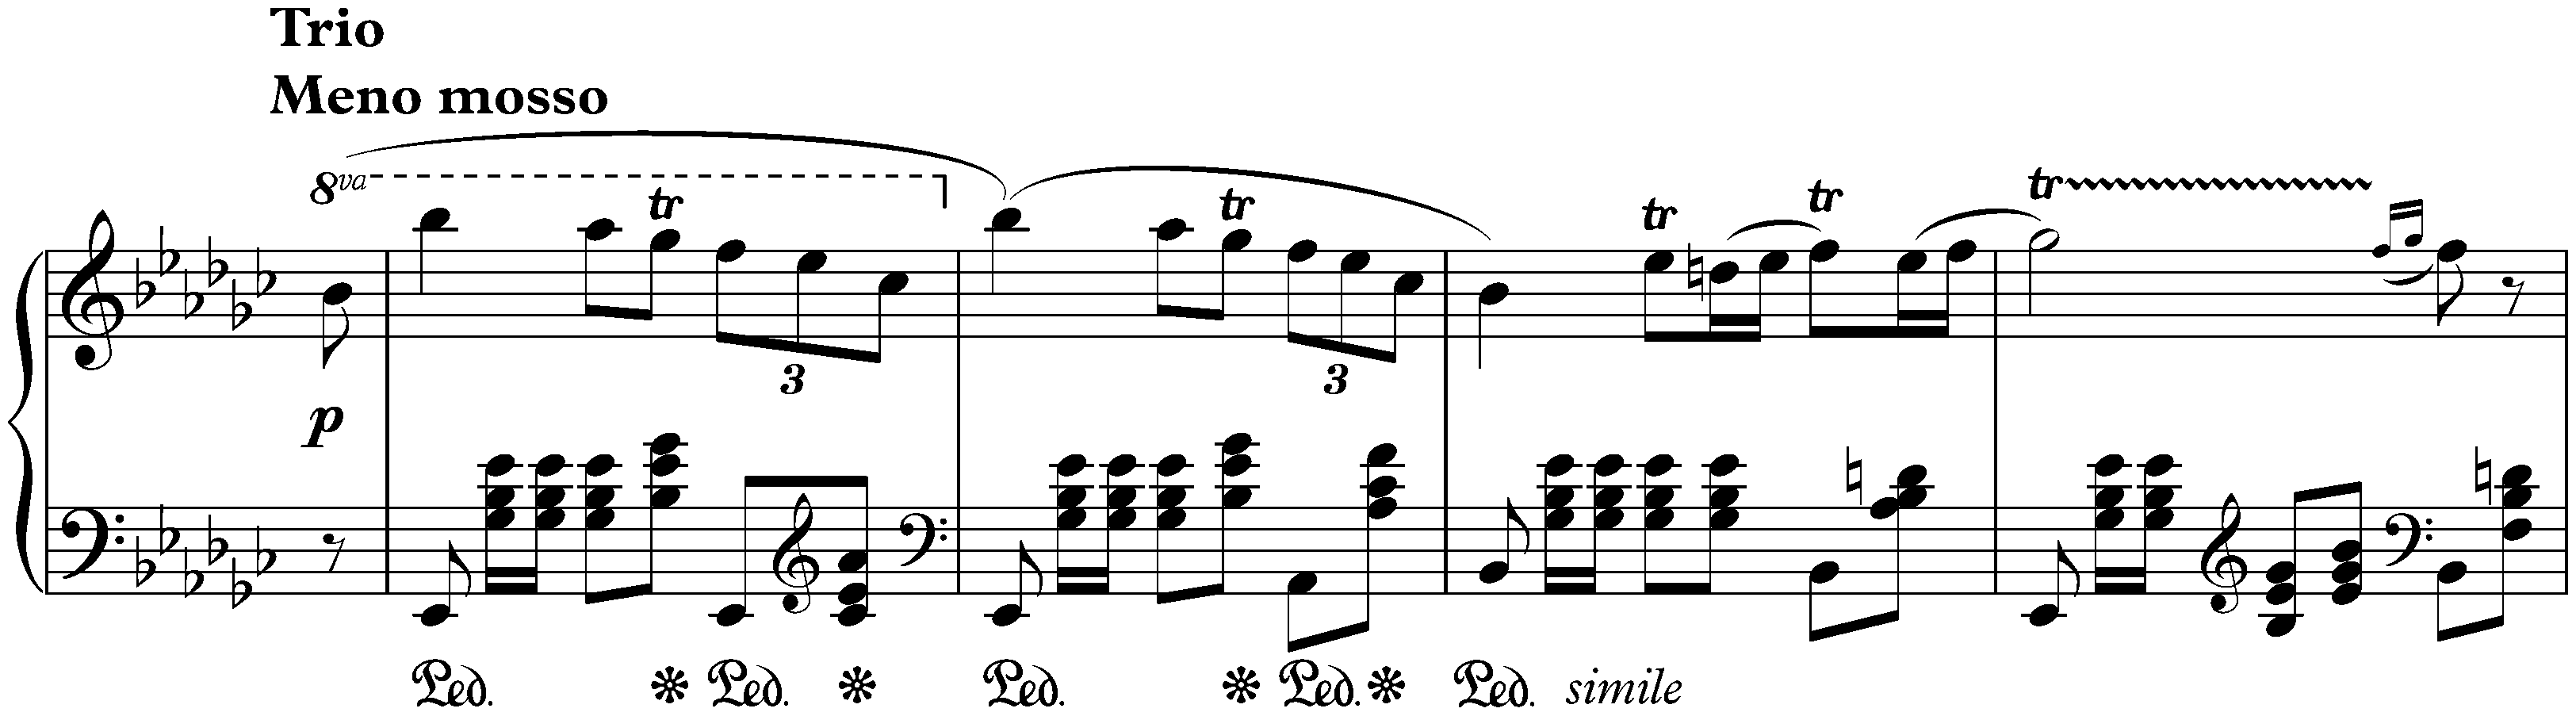 Trio
Meno mosso
8va
tr tr tr tr tr
3 3
p
Ped. Ped. Ped. Ped. Ped. simile